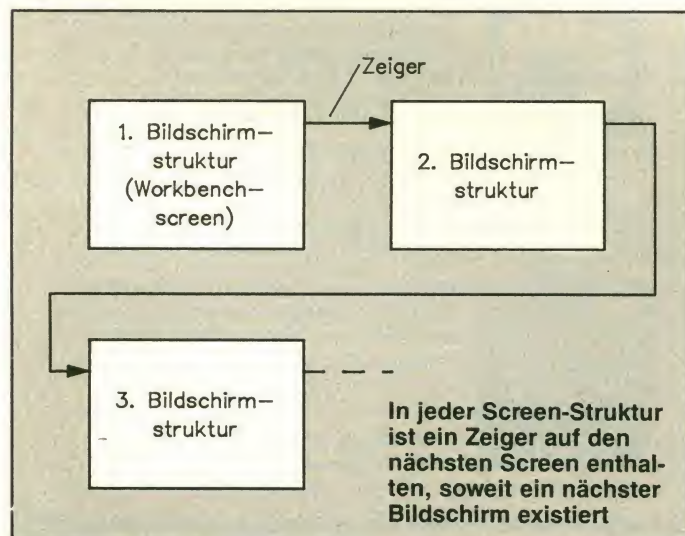 Zeiger
1. Bildschirm-
struktur
(Workbench-
screen)
2. Bildschirm-
struktur
3. Bildschirm-
struktur
In jeder Screen-Struktur
ist ein Zeiger auf den
nächsten Screen enthal-
ten, soweit ein nächster
Bildschirm existiert